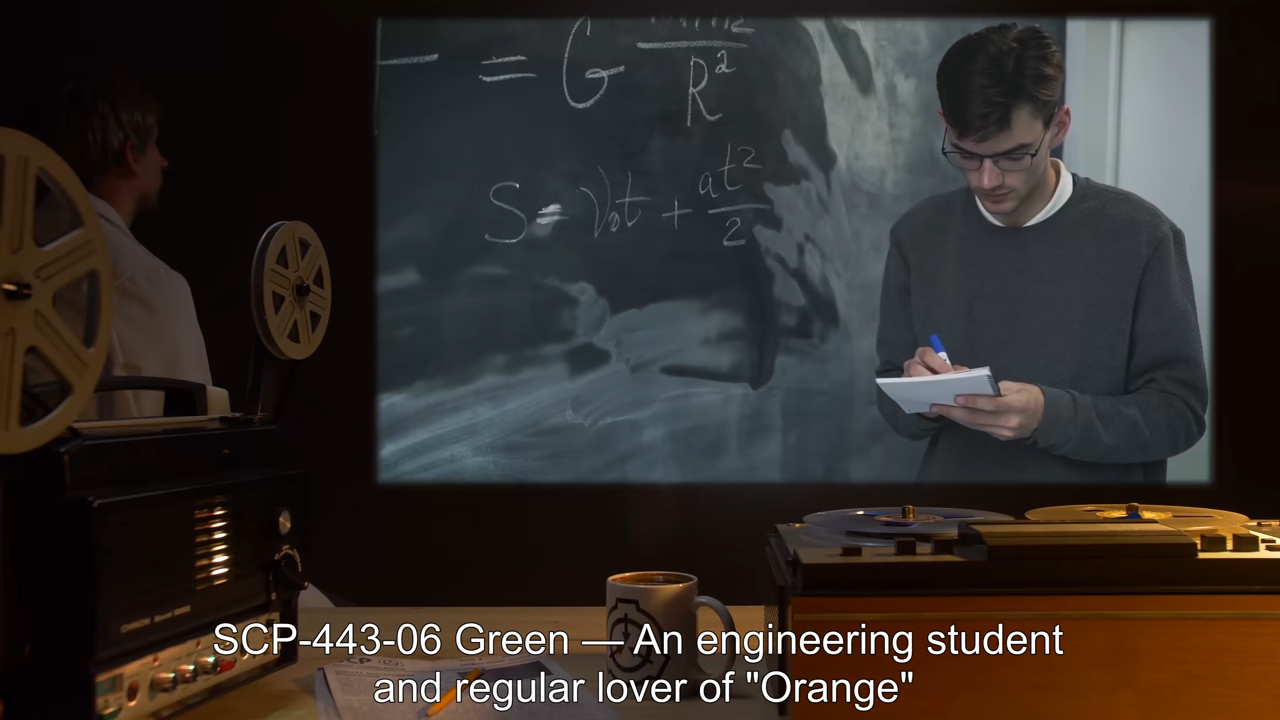 = G
R²
S = V₀t + at²/2
SCP-443-06 Green — An engineering student
and regular lover of "Orange"